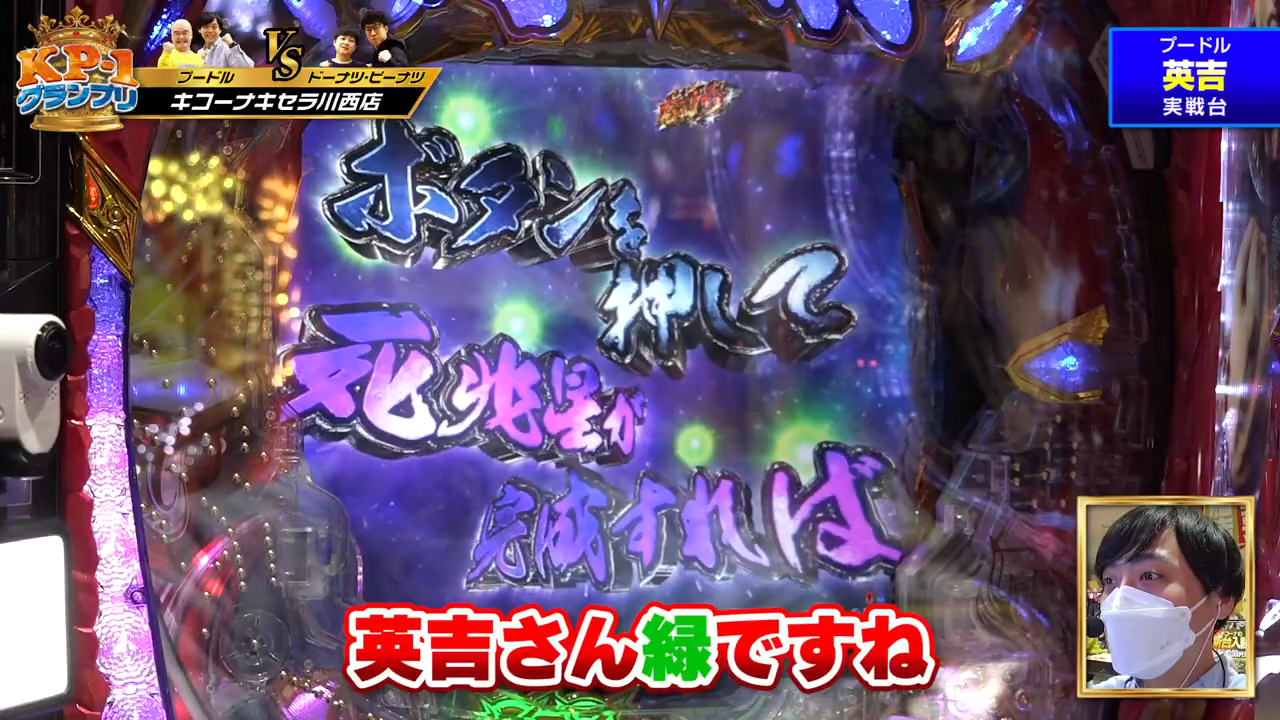 KP-1
グランプリ
プードル
VS
ドーナツ・ピーナツ
キコーナキセラ川西店
プードル
英吉
実戦台
ボタンを
押して
死兆星が
完成すれば
英吉さん緑ですね